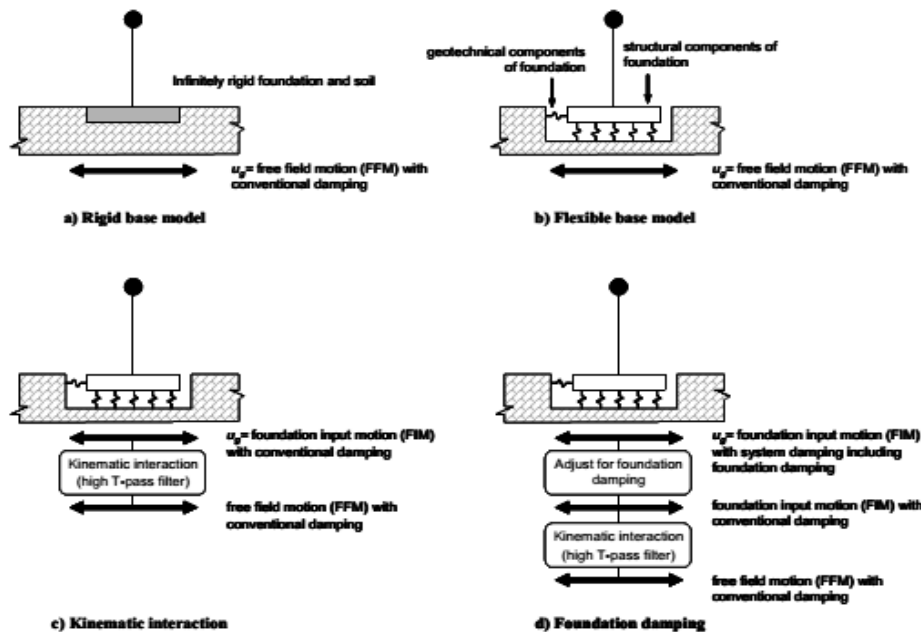 Infinitely rigid foundation and soil
u_g= free field motion (FFM) with
conventional damping
a) Rigid base model
geotechnical components
of foundation
structural components of
foundation
u_g= free field motion (FFM) with
conventional damping
b) Flexible base model
u_g= foundation input motion (FIM)
with conventional damping
Kinematic interaction
(high T-pass filter)
free field motion (FFM) with
conventional damping
c) Kinematic interaction
u_g= foundation input motion (FIM)
with system damping including
foundation damping
Adjust for foundation
damping
foundation input motion (FIM) with
conventional damping
Kinematic interaction
(high T-pass filter)
free field motion (FFM) with
conventional damping
d) Foundation damping